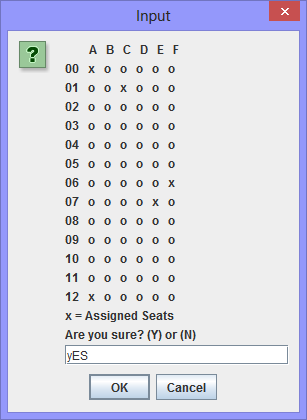 Input
?
A B C D E F
00 x o o o o o
01 o o x o o o
02 o o o o o o
03 o o o o o o
04 o o o o o o
05 o o o o o o
06 o o o o o x
07 o o o o x o
08 o o o o o o
09 o o o o o o
10 o o o o o o
11 o o o o o o
12 x o o o o o
x = Assigned Seats
Are you sure? (Y) or (N)
yES
OK Cancel